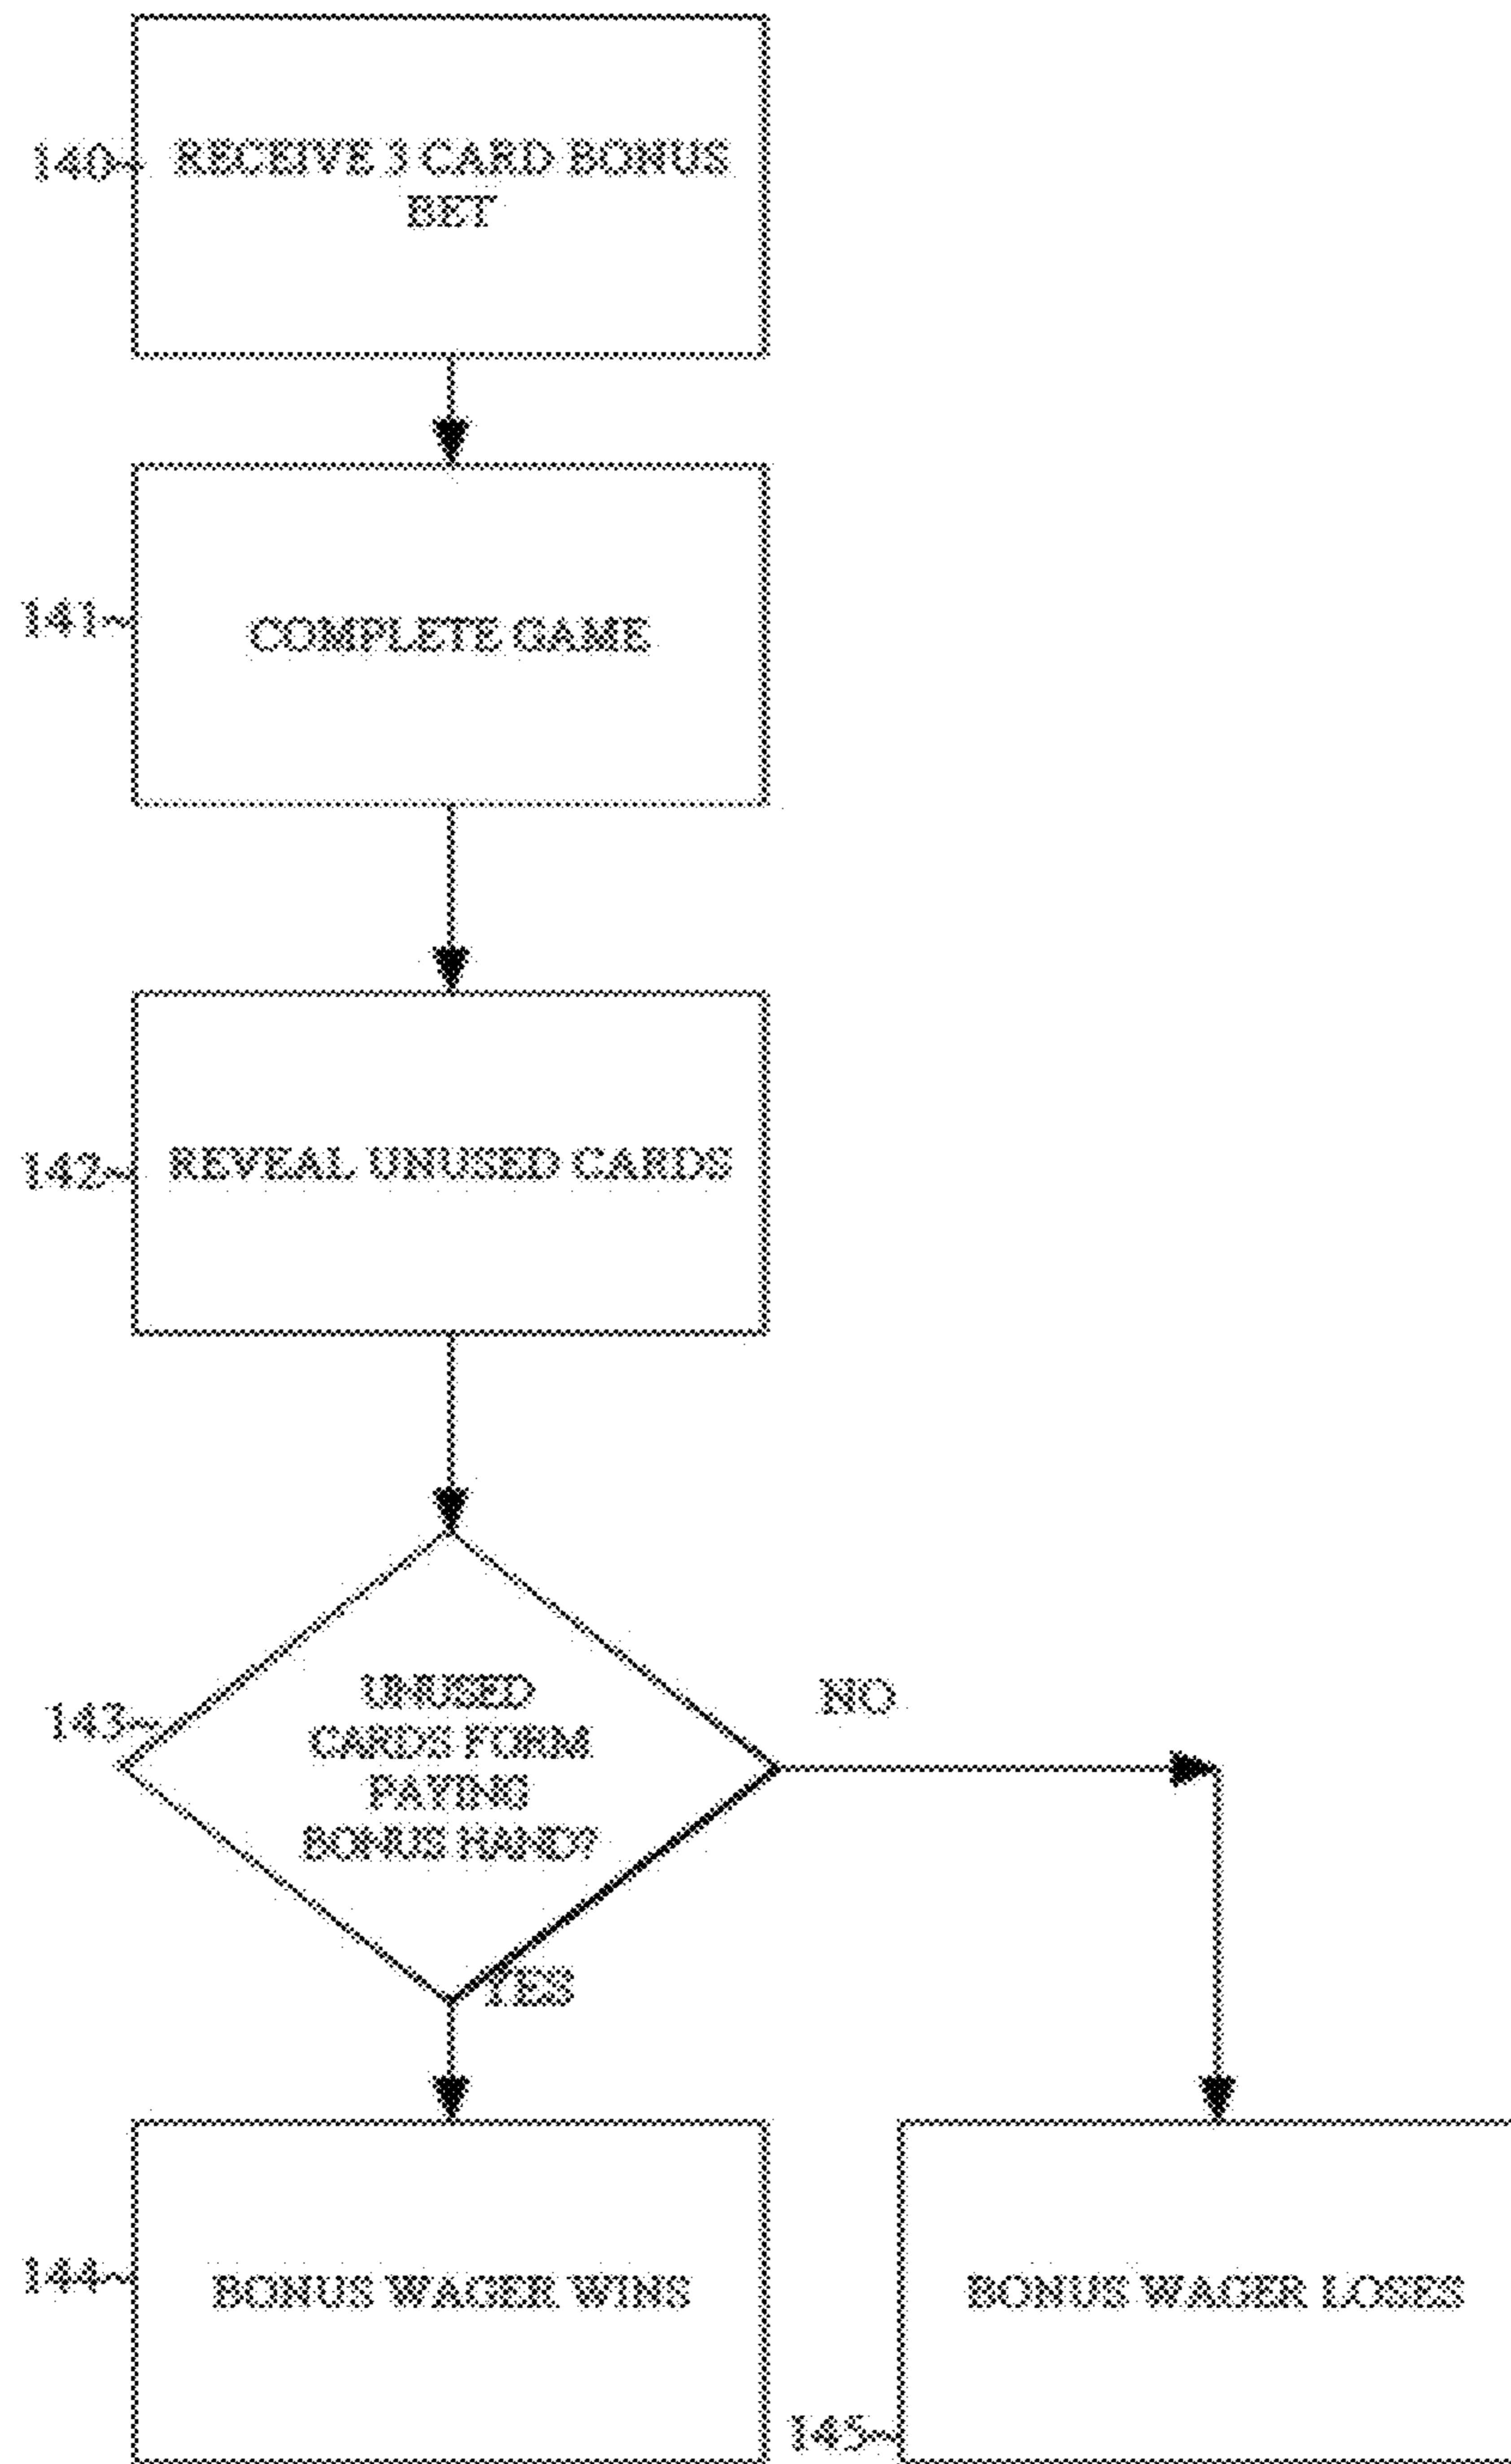 140
RECEIVE 3 CARD BONUS
BET
141
COMPLETE GAME
142
REVEAL UNUSED CARDS
143
UNUSED
CARDS FORM
PAYING
BONUS HAND?
NO
YES
144
BONUS WAGER WINS
BONUS WAGER LOSES
145